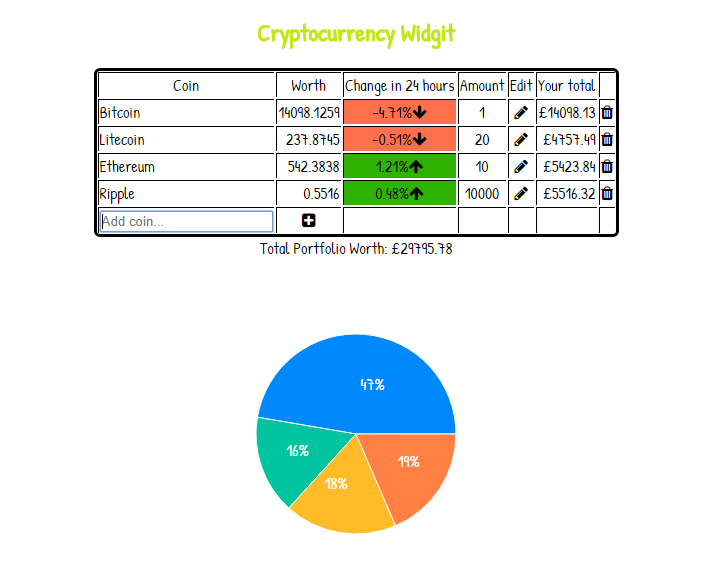 Cryptocurrency Widgit
Coin Worth Change in 24 hours Amount Edit Your total
Bitcoin 14098.1259 -4.71% 1 £14098.13
Litecoin 237.8745 -0.51% 20 £4757.49
Ethereum 542.3838 1.21% 10 £5423.84
Ripple 0.5516 0.48% 10000 £5516.32
Add coin...
Total Portfolio Worth: £29795.78
47%
16%
19%
18%